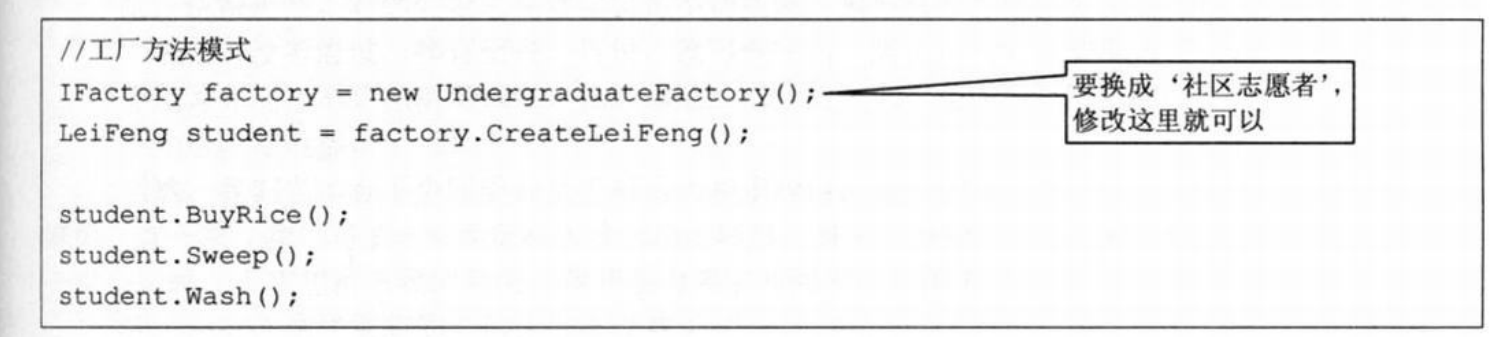 //工厂方法模式
IFactory factory = new UndergraduateFactory();
LeiFeng student = factory.CreateLeiFeng();
要换成‘社区志愿者’,
修改这里就可以
student.BuyRice();
student.Sweep();
student.Wash();